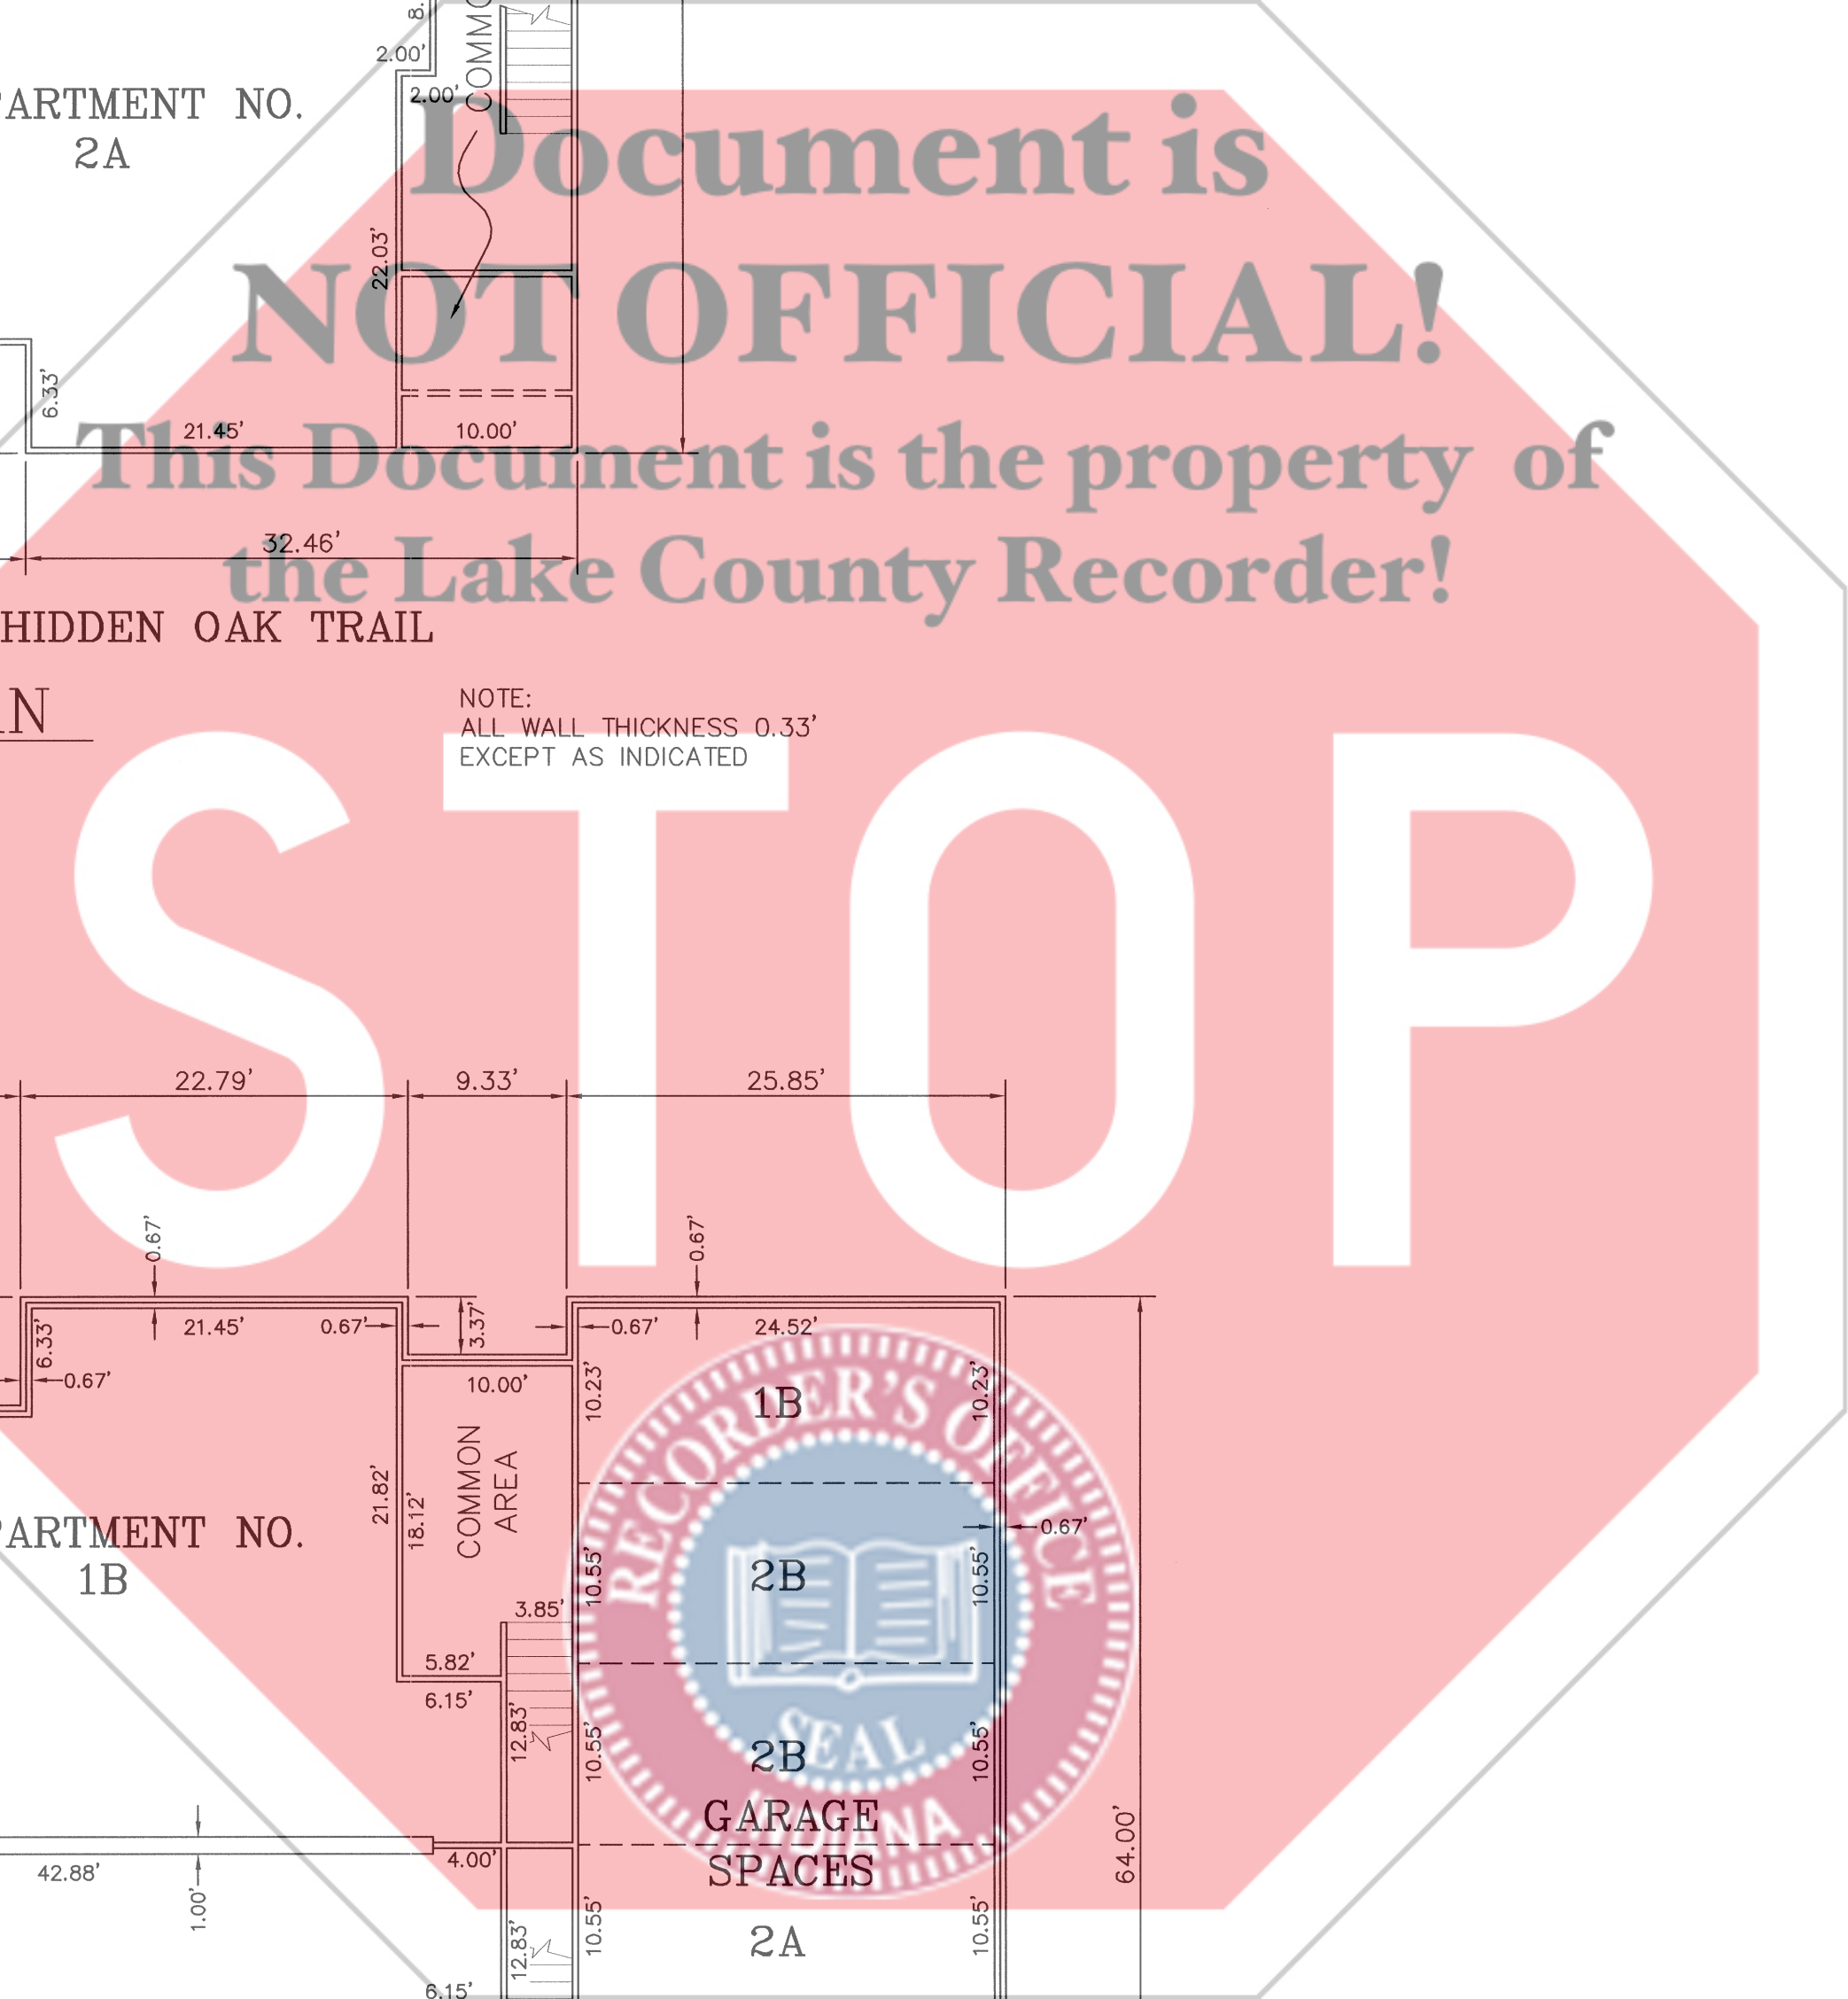 8.
2.00'
COMMO
2.00'
PARTMENT NO.
2A
Document is
22.03'
NOT OFFICIAL!
6.33'
21.45'
10.00'
This Document is the property of
32.46'
the Lake County Recorder!
HIDDEN OAK TRAIL
AN
NOTE:
ALL WALL THICKNESS 0.33'
EXCEPT AS INDICATED
STOP
22.79'
9.33'
25.85'
0.67'
0.67'
6.33'
21.45'
0.67'
3.37'
0.67'
24.52'
0.67'
10.00'
10.23'
1B
10.23'
RECORDER'S OFFICE
COMMON
AREA
21.82'
18.12'
PARTMENT NO.
1B
0.67'
10.55'
2B
10.55'
3.85'
5.82'
6.15'
12.83'
SEAL
10.55'
2B
10.55'
INDIANA
GARAGE
SPACES
64.00'
42.88'
1.00'
4.00'
12.83'
10.55'
2A
10.55'
6.15'